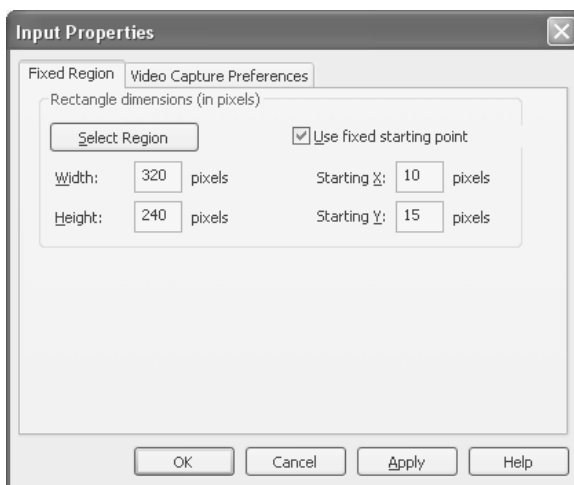 Input Properties
Fixed Region Video Capture Preferences
Rectangle dimensions (in pixels)
Select Region Use fixed starting point
Width: 320 pixels Starting X: 10 pixels
Height: 240 pixels Starting Y: 15 pixels
OK Cancel Apply Help